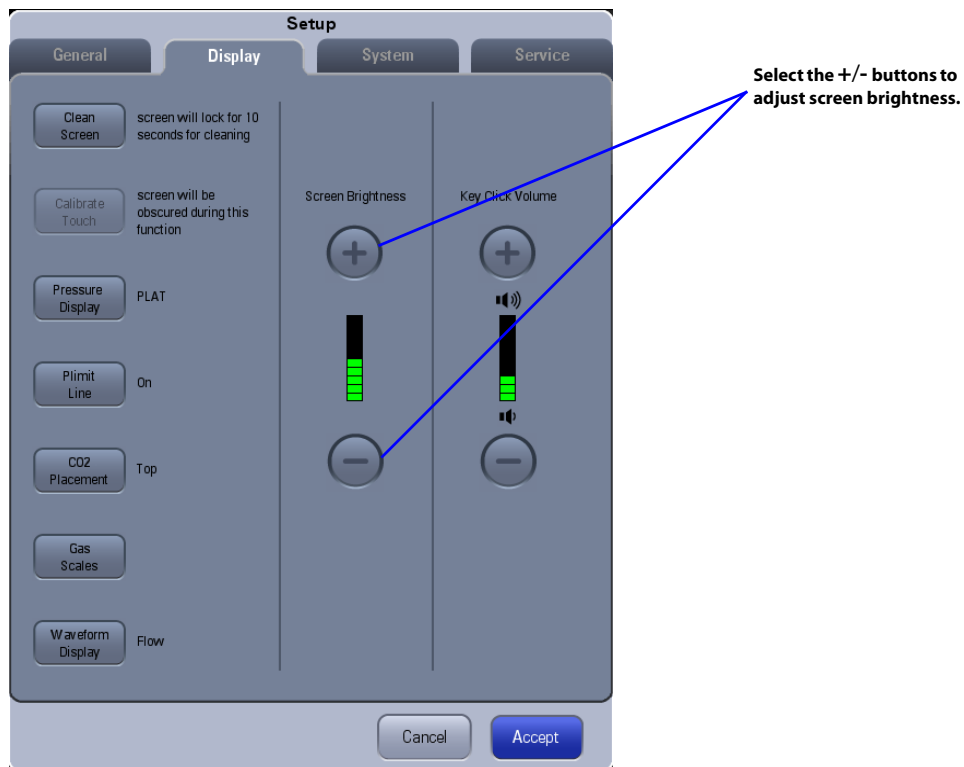 Setup
General
Display
System
Service
Select the +/- buttons to
adjust screen brightness.
Clean
Screen
screen will lock for 10
seconds for cleaning
Calibrate
Touch
screen will be
obscured during this
function
Screen Brightness
Key Click Volume
Pressure
Display
PLAT
Plimit
Line
On
CO2
Placement
Top
Gas
Scales
Waveform
Display
Flow
Cancel
Accept